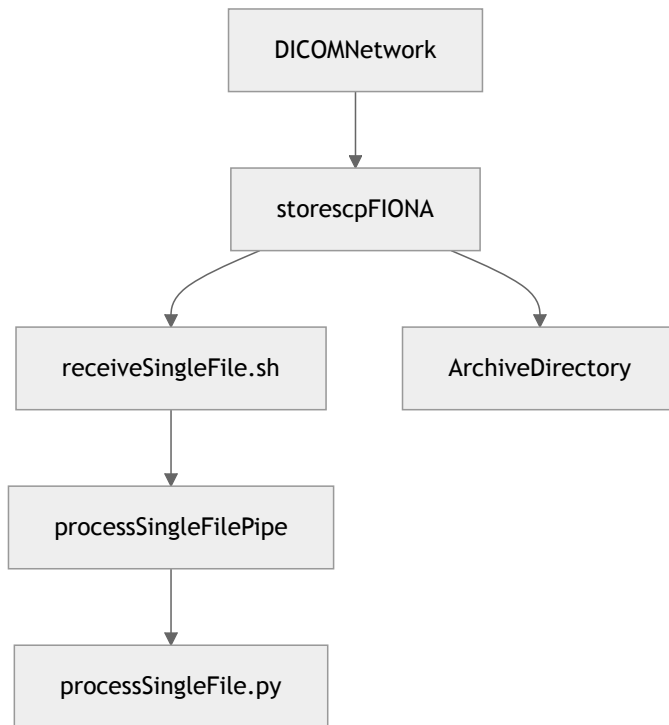 DICOMNetwork
storescpFIONA
receiveSingleFile.sh
ArchiveDirectory
processSingleFilePipe
processSingleFile.py